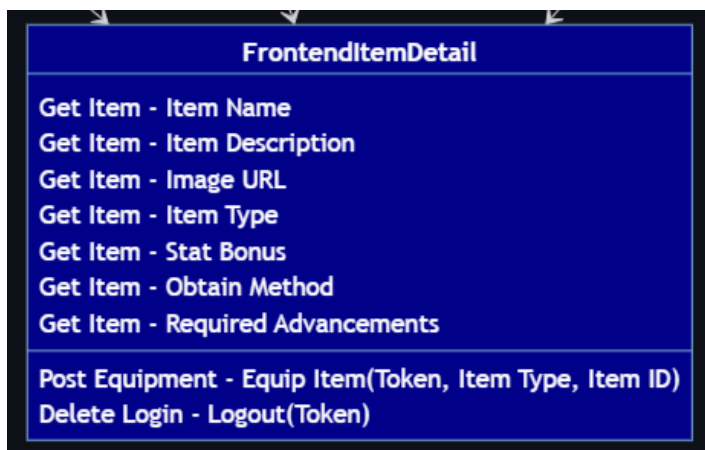 FrontendItemDetail
Get Item - Item Name
Get Item - Item Description
Get Item - Image URL
Get Item - Item Type
Get Item - Stat Bonus
Get Item - Obtain Method
Get Item - Required Advancements
Post Equipment - Equip Item(Token, Item Type, Item ID)
Delete Login - Logout(Token)